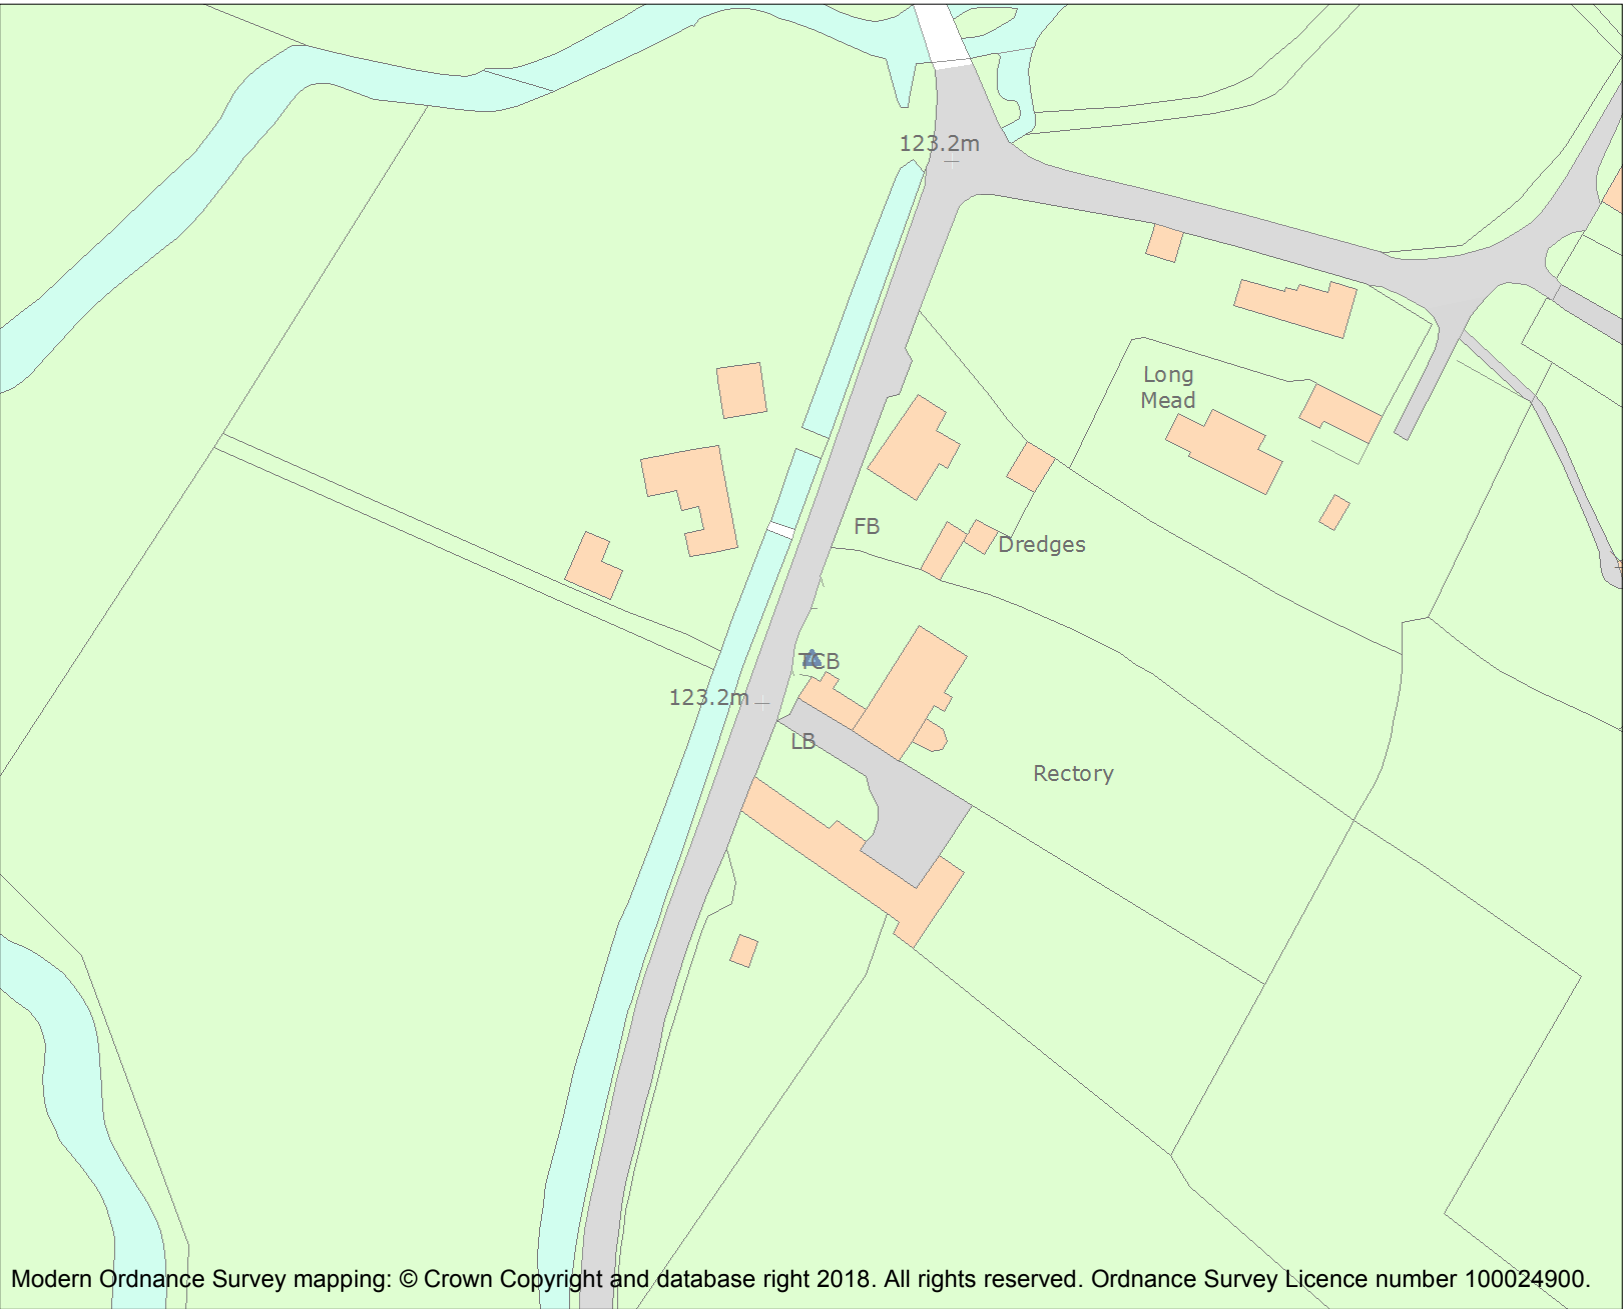 123.2m
Long
Mead
FB
Dredges
TCB
123.2m
LB
Rectory
Modern Ordnance Survey mapping: © Crown Copyright and database right 2018. All rights reserved. Ordnance Survey Licence number 100024900.